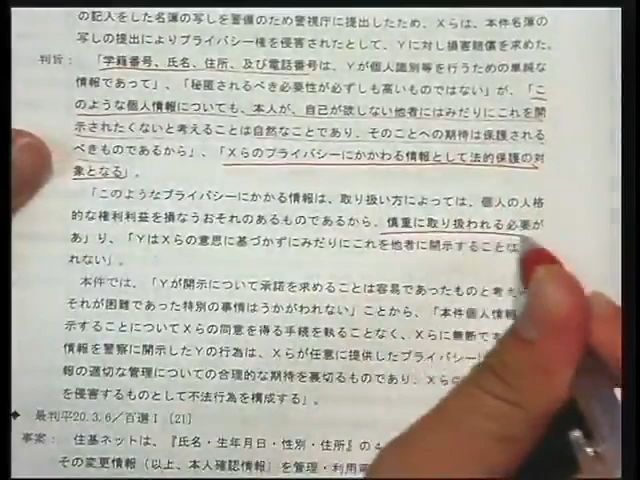 の記入をした名簿の写しを警備のため警視庁に提出したため、Xらは、本件名簿の
写しの提出によりプライバシー権を侵害されたとして、Yに対し損害賠償を求めた。
判旨：「学籍番号、氏名、住所、及び電話番号は、Yが個人識別等を行うための単純な
情報であって」、「秘匿されるべき必要性が必ずしも高いものではない」が、「こ
のような個人情報についても、本人が、自己が欲しない他者にはみだりにこれを開
示されたくないと考えることは自然なことであり、そのことへの期待は保護される
べきものであるから」、「Xらのプライバシーにかかわる情報として法的保護の対
象となる」。
「このようなプライバシーにかかる情報は、取り扱い方によっては、個人の人格
的な権利利益を損なうおそれのあるものであるから、慎重に取り扱われる必要が
あ」り、「YはXらの意思に基づかずにみだりにこれを他者に開示することは
れない」。
本件では、「Yが開示について承諾を求めることは容易であったものと考え
それが困難であった特別の事情はうかがわれない」ことから、「本件個人情報
示することについてXらの同意を得る手続を執ることなく、Xらに無断で
情報を警察に開示したYの行為は、Xらが任意に提供したプライバシー
報の適切な管理についての合理的な期待を裏切るものであり、Xら
を侵害するものとして不法行為を構成する」。
◆ 最判平20.3.6／百選Ⅰ［21］
事案：住基ネットは、『氏名・生年月日・性別・住所』の4
その変更情報（以上、本人確認情報）を管理・利用